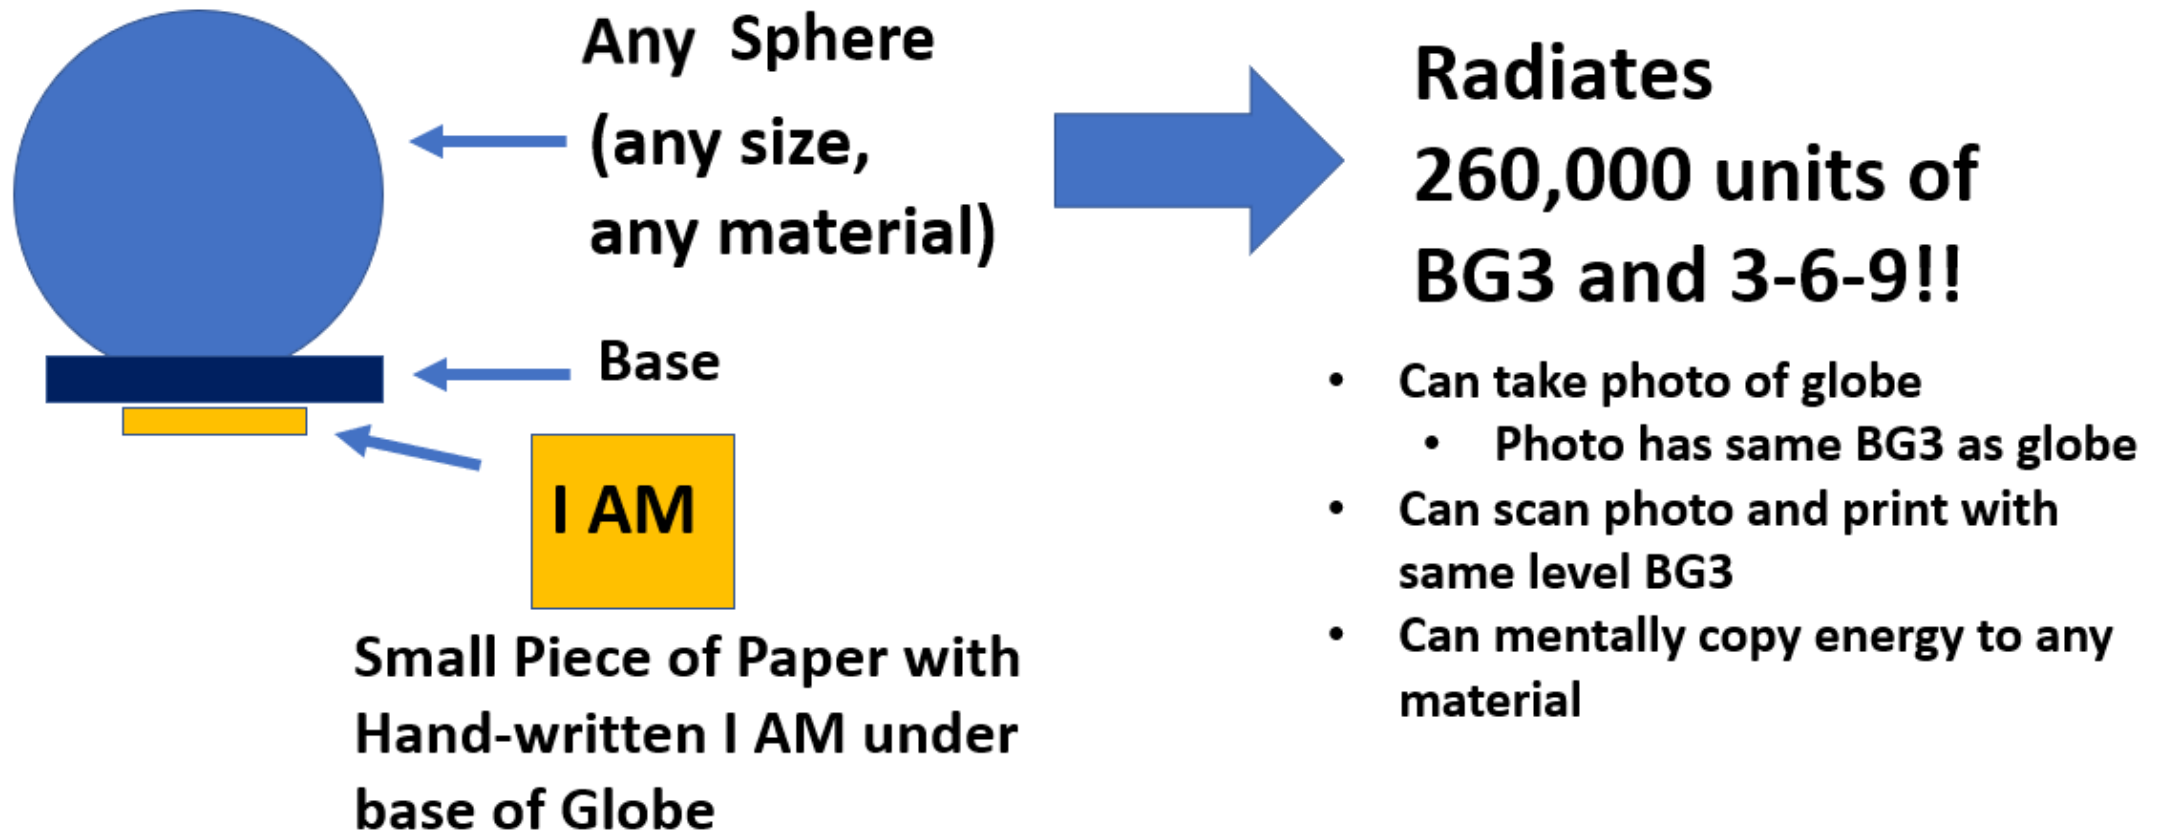 Any Sphere
(any size,
any material)
Base
I AM
Small Piece of Paper with
Hand-written I AM under
base of Globe
Radiates
260,000 units of
BG3 and 3-6-9!!
• Can take photo of globe
• Photo has same BG3 as globe
• Can scan photo and print with
same level BG3
• Can mentally copy energy to any
material